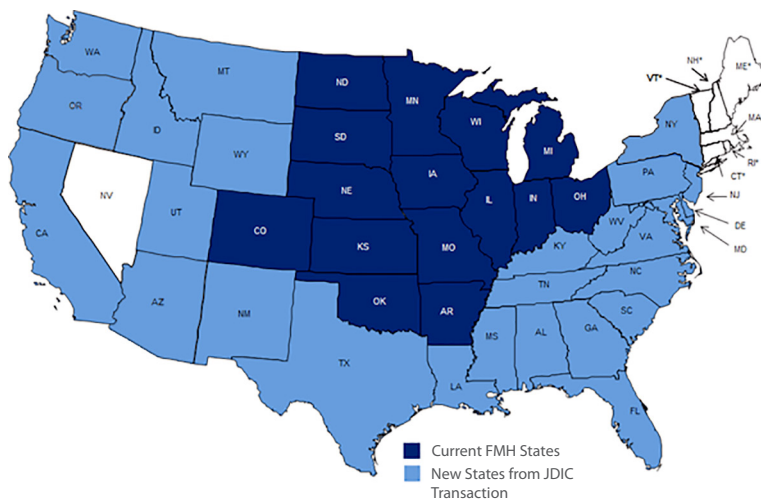 NH*
WA
MT
ND
VT*
ME*
MN
MA
OR
ID
SD
WI
NY
RI*
WY
MI
CT*
IA
PA
NE
NJ
NV
IL
IN
OH
UT
CO
WV
DE
CA
KS
MO
KY
VA
MD
NC
TN
AZ
OK
AR
NM
SC
MS
AL
GA
TX
LA
FL
Current FMH States
New States from JDIC
Transaction